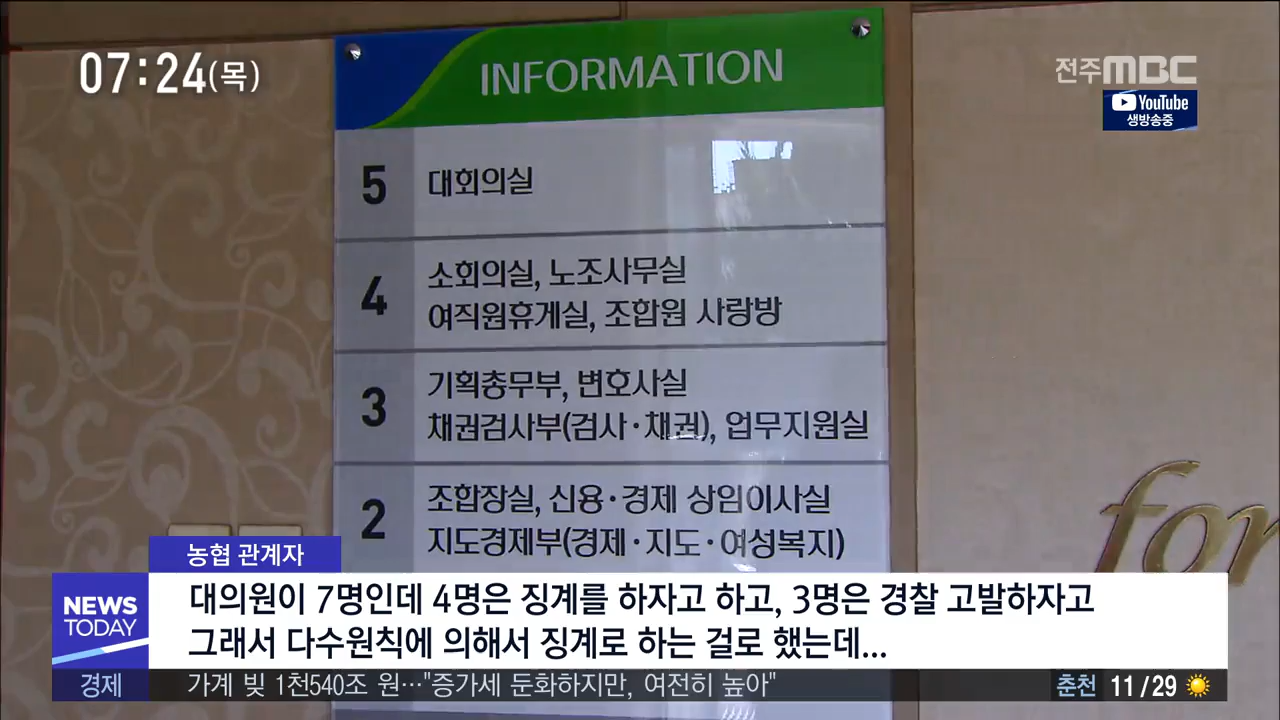 07:24(목)
전주MBC
YouTube
생방송중
INFORMATION
5 대회의실
4 소회의실, 노조사무실
여직원휴게실, 조합원 사랑방
3 기획총무부, 변호사실
채권검사부(검사·채권), 업무지원실
2 조합장실, 신용·경제 상임이사실
지도경제부(경제·지도·여성복지)
for
농협 관계자
NEWS
TODAY
대의원이 7명인데 4명은 징계를 하자고 하고, 3명은 경찰 고발하자고
그래서 다수원칙에 의해서 징계로 하는 걸로 했는데...
경제 가계 빚 1천540조 원…"증가세 둔화하지만, 여전히 높아" 춘천 11/29